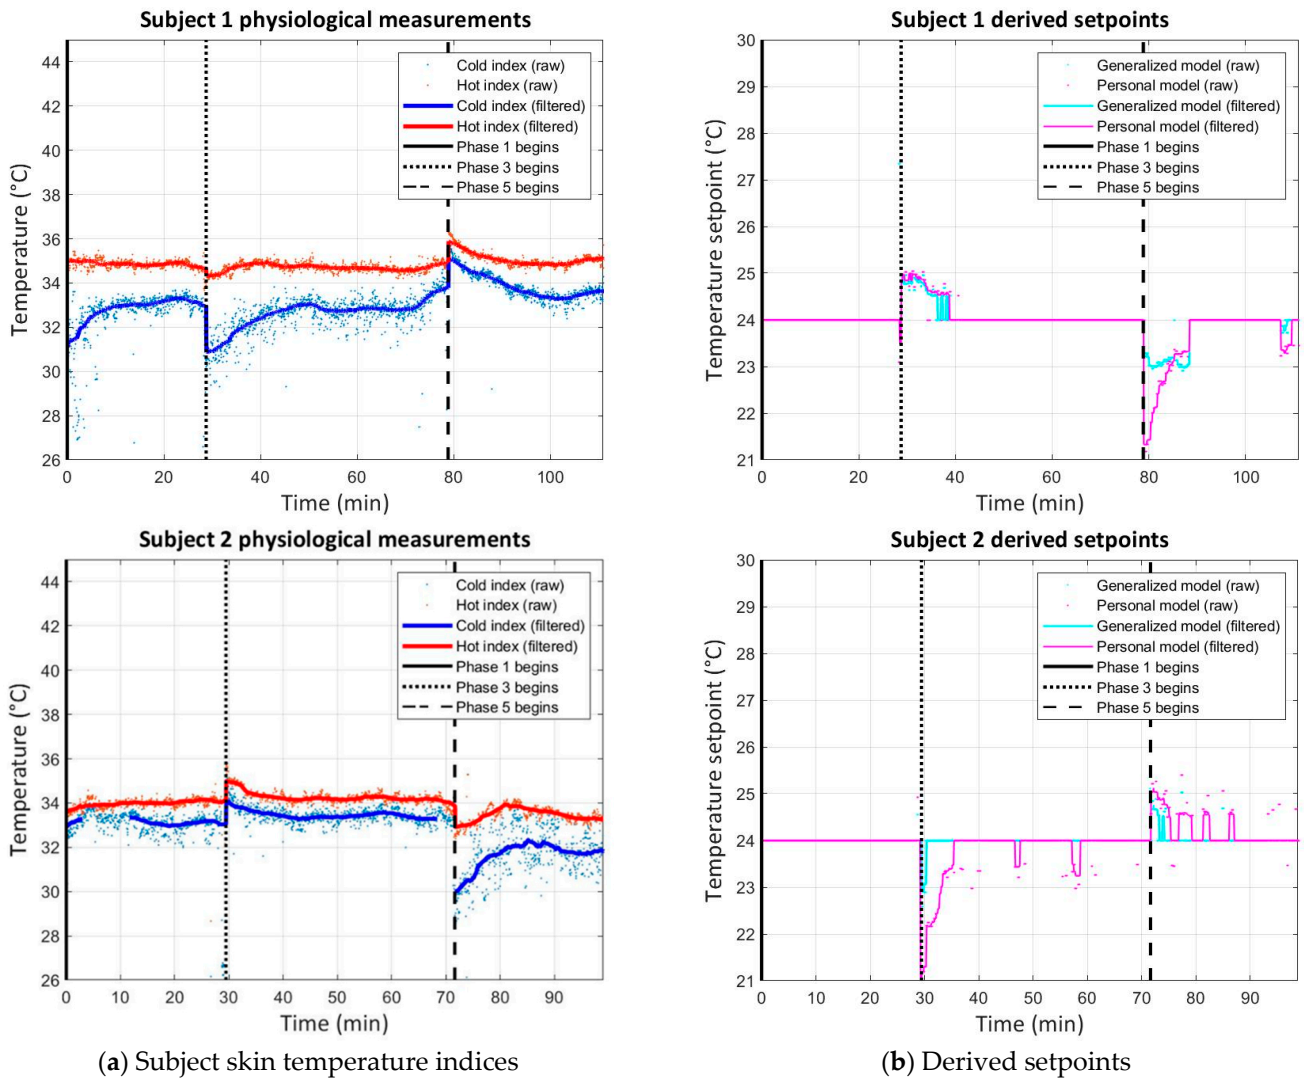 Subject 1 physiological measurements
Temperature (°C)
44
42
40
38
36
34
32
30
28
26
Cold index (raw)
Hot index (raw)
Cold index (filtered)
Hot index (filtered)
Phase 1 begins
Phase 3 begins
Phase 5 begins
0 20 40 60 80 100
Time (min)
Subject 1 derived setpoints
Temperature setpoint (°C)
30
29
28
27
26
25
24
23
22
21
Generalized model (raw)
Personal model (raw)
Generalized model (filtered)
Personal model (filtered)
Phase 1 begins
Phase 3 begins
Phase 5 begins
0 20 40 60 80 100
Time (min)
Subject 2 physiological measurements
Temperature (°C)
44
42
40
38
36
34
32
30
28
26
Cold index (raw)
Hot index (raw)
Cold index (filtered)
Hot index (filtered)
Phase 1 begins
Phase 3 begins
Phase 5 begins
0 10 20 30 40 50 60 70 80 90
Time (min)
Subject 2 derived setpoints
Temperature setpoint (°C)
30
29
28
27
26
25
24
23
22
21
Generalized model (raw)
Personal model (raw)
Generalized model (filtered)
Personal model (filtered)
Phase 1 begins
Phase 3 begins
Phase 5 begins
0 10 20 30 40 50 60 70 80 90
Time (min)
(a) Subject skin temperature indices
(b) Derived setpoints